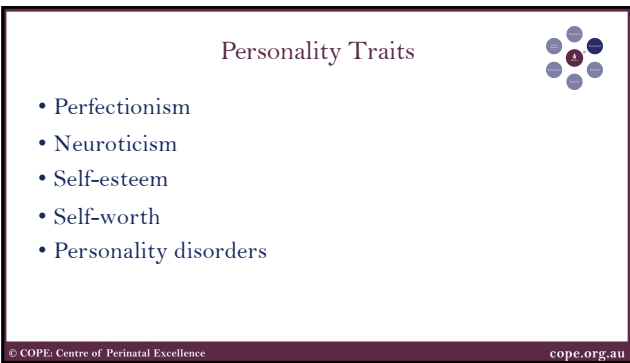 Personality Traits
• Perfectionism
• Neuroticism
• Self-esteem
• Self-worth
• Personality disorders
© COPE: Centre of Perinatal Excellence
cope.org.au